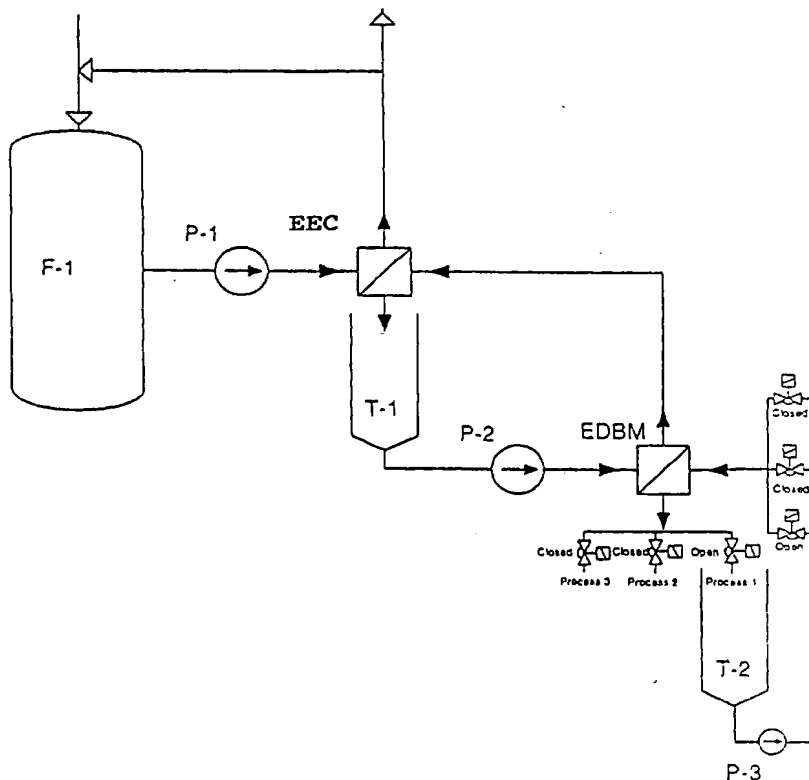 P-1
EEC
F-1
T-1
P-2
EDBM
Closed
Closed
Open
Closed Closed Open
Process 3 Process 2 Process 1
T-2
P-3